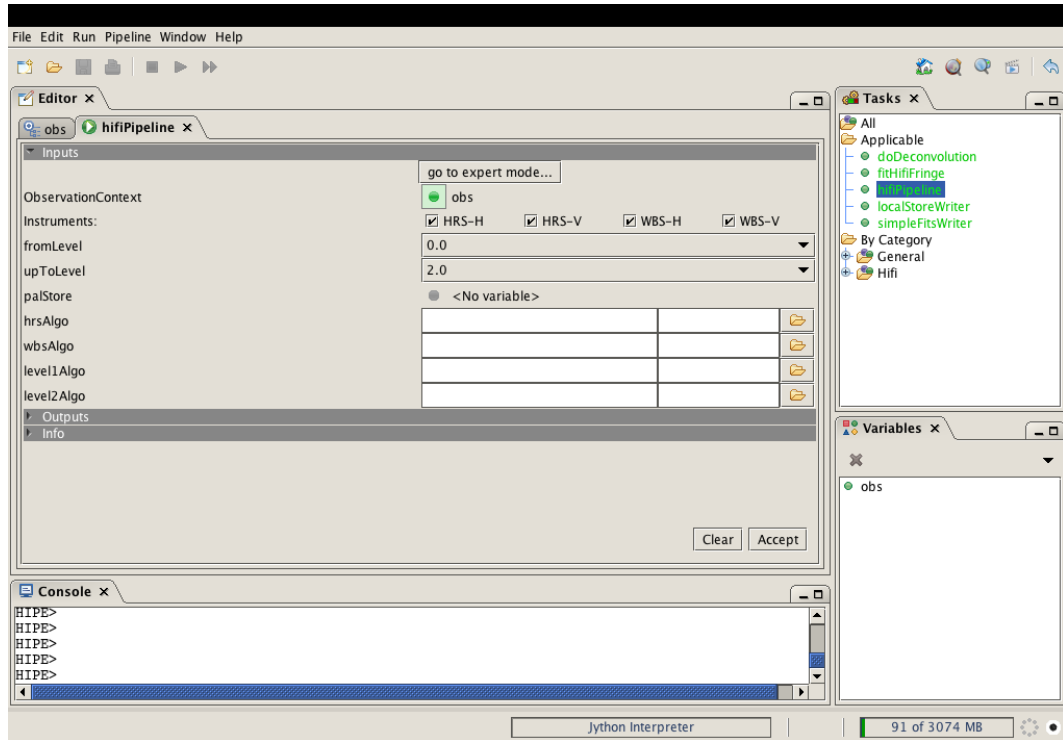 File Edit Run Pipeline Window Help
Editor
obs hifiPipeline
Inputs
go to expert mode...
ObservationContext obs
Instruments: HRS-H HRS-V WBS-H WBS-V
fromLevel 0.0
upToLevel 2.0
palStore <No variable>
hrsAlgo
wbsAlgo
level1Algo
level2Algo
Outputs
Info
Clear Accept
Console
HIPE>
HIPE>
HIPE>
HIPE>
HIPE>
Tasks
All
Applicable
doDeconvolution
fitHifiFringe
hifiPipeline
localStoreWriter
simpleFitsWriter
By Category
General
Hifi
Variables
obs
Jython Interpreter 91 of 3074 MB